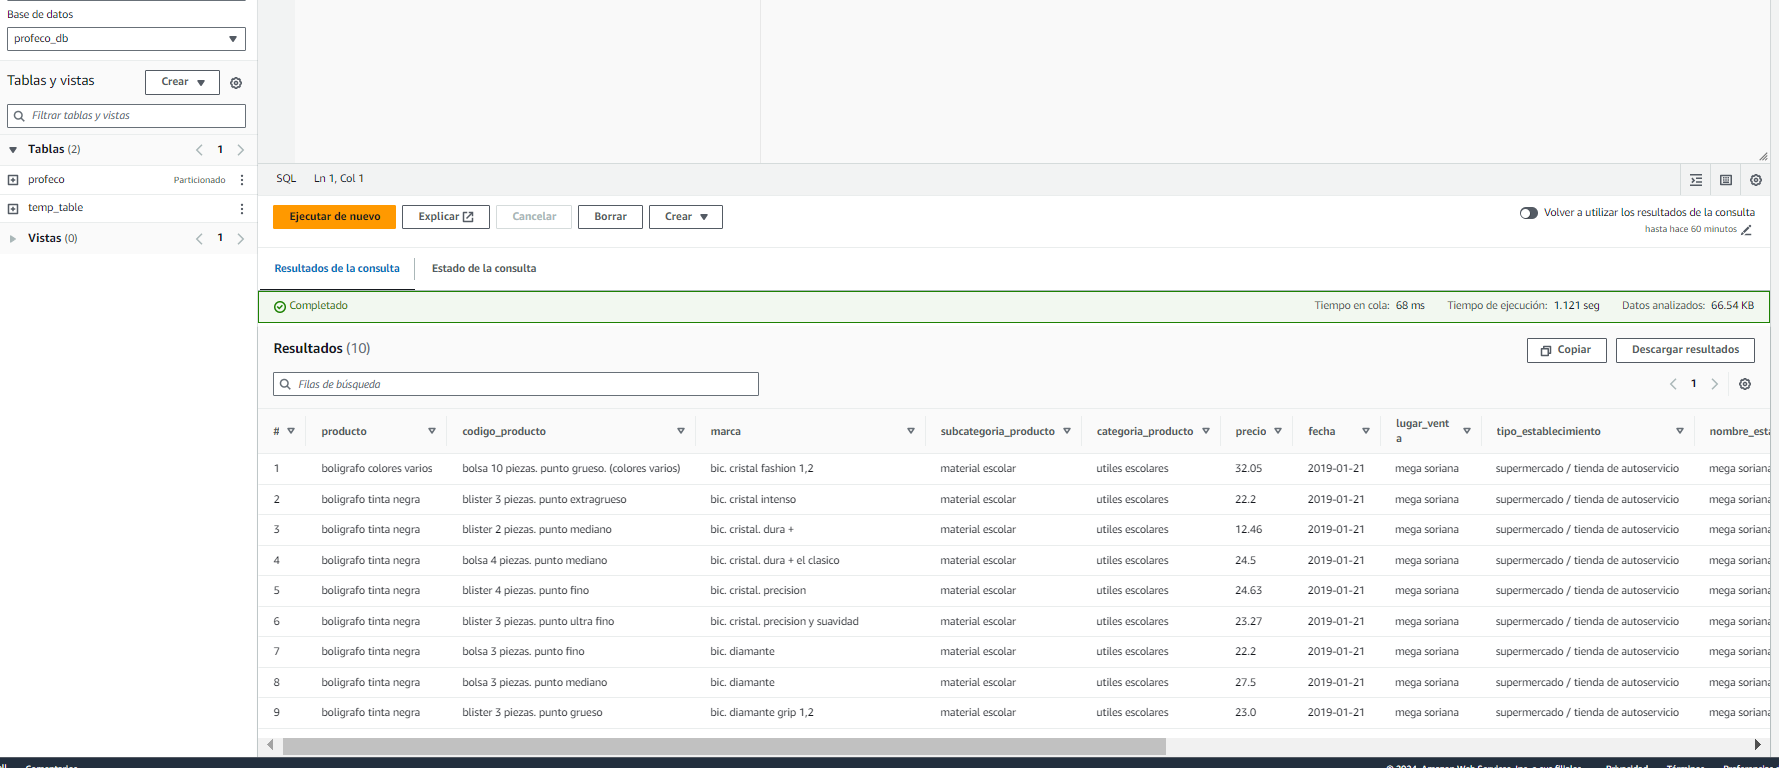 Base de datos
profeco_db
Tablas y vistas
Crear
Filtrar tablas y vistas
Tablas (2)
1
profeco
Particionado
temp_table
Vistas (0)
1
SQL
Ln 1, Col 1
Ejecutar de nuevo
Explicar
Cancelar
Borrar
Crear
Volver a utilizar los resultados de la consulta
hasta hace 60 minutos
Resultados de la consulta
Estado de la consulta
Completado
Tiempo en cola: 68 ms
Tiempo de ejecución: 1.121 seg
Datos analizados: 66.54 KB
Resultados (10)
Copiar
Descargar resultados
Filas de búsqueda
1
# producto codigo_producto marca subcategoria_producto categoria_producto precio fecha lugar_venta tipo_establecimiento nombre_esta
1 boligrafo colores varios bolsa 10 piezas. punto grueso. (colores varios) bic. cristal fashion 1,2 material escolar utiles escolares 32.05 2019-01-21 mega soriana supermercado / tienda de autoservicio mega soriana
2 boligrafo tinta negra blister 3 piezas. punto extragrueso bic. cristal intenso material escolar utiles escolares 22.2 2019-01-21 mega soriana supermercado / tienda de autoservicio mega soriana
3 boligrafo tinta negra blister 2 piezas. punto mediano bic. cristal. dura + material escolar utiles escolares 12.46 2019-01-21 mega soriana supermercado / tienda de autoservicio mega soriana
4 boligrafo tinta negra bolsa 4 piezas. punto mediano bic. cristal. dura + el clasico material escolar utiles escolares 24.5 2019-01-21 mega soriana supermercado / tienda de autoservicio mega soriana
5 boligrafo tinta negra blister 4 piezas. punto fino bic. cristal. precision material escolar utiles escolares 24.63 2019-01-21 mega soriana supermercado / tienda de autoservicio mega soriana
6 boligrafo tinta negra blister 3 piezas. punto ultra fino bic. cristal. precision y suavidad material escolar utiles escolares 23.27 2019-01-21 mega soriana supermercado / tienda de autoservicio mega soriana
7 boligrafo tinta negra bolsa 3 piezas. punto fino bic. diamante material escolar utiles escolares 22.2 2019-01-21 mega soriana supermercado / tienda de autoservicio mega soriana
8 boligrafo tinta negra bolsa 3 piezas. punto mediano bic. diamante material escolar utiles escolares 27.5 2019-01-21 mega soriana supermercado / tienda de autoservicio mega soriana
9 boligrafo tinta negra blister 3 piezas. punto grueso bic. diamante grip 1,2 material escolar utiles escolares 23.0 2019-01-21 mega soriana supermercado / tienda de autoservicio mega soriana